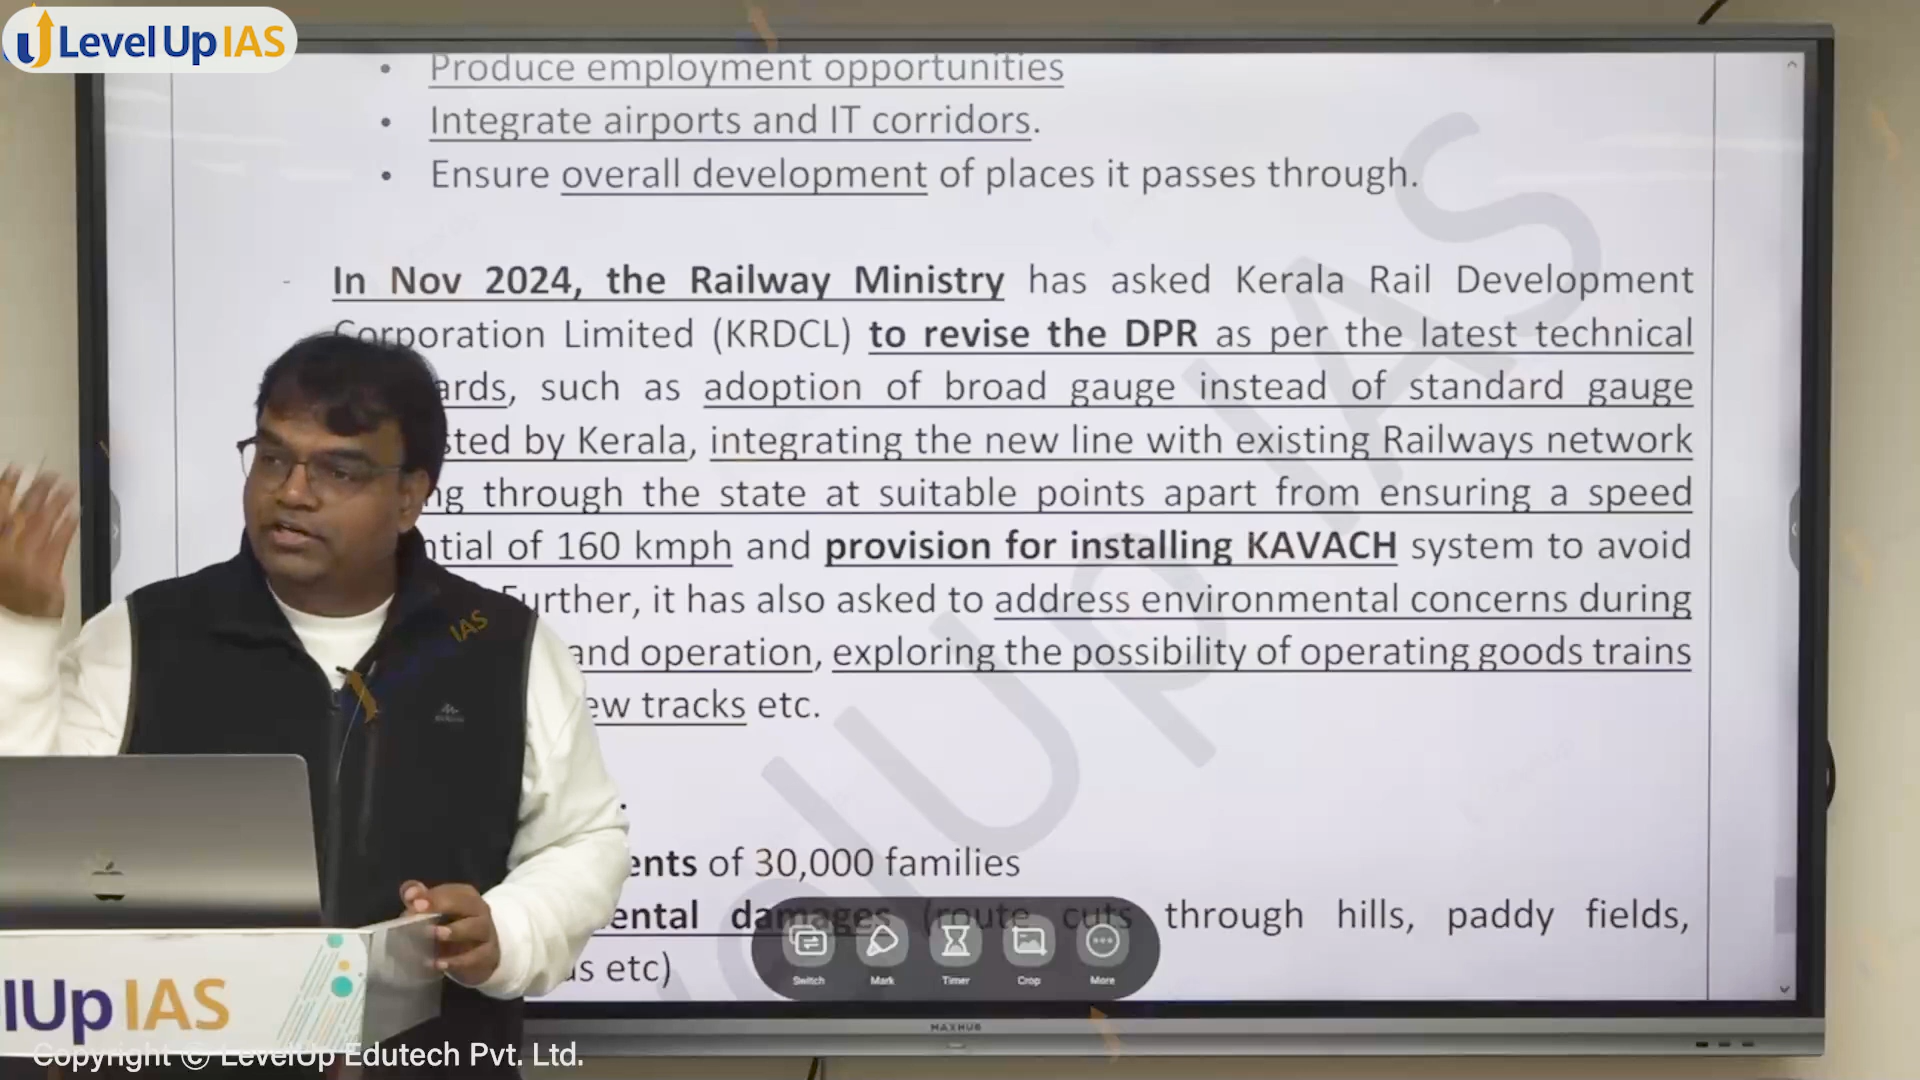 LevelUp IAS
• Produce employment opportunities
• Integrate airports and IT corridors.
• Ensure overall development of places it passes through.
- In Nov 2024, the Railway Ministry has asked Kerala Rail Development
Corporation Limited (KRDCL) to revise the DPR as per the latest technical
ards, such as adoption of broad gauge instead of standard gauge
sted by Kerala, integrating the new line with existing Railways network
ng through the state at suitable points apart from ensuring a speed
ntial of 160 kmph and provision for installing KAVACH system to avoid
Further, it has also asked to address environmental concerns during
and operation, exploring the possibility of operating goods trains
ew tracks etc.
ents of 30,000 families
ental damages (route cuts through hills, paddy fields,
s etc)
Switch Mark Timer Crop More
MAXHUB
lUp IAS
IAS
lUp IAS
Copyright © LevelUp Edutech Pvt. Ltd.